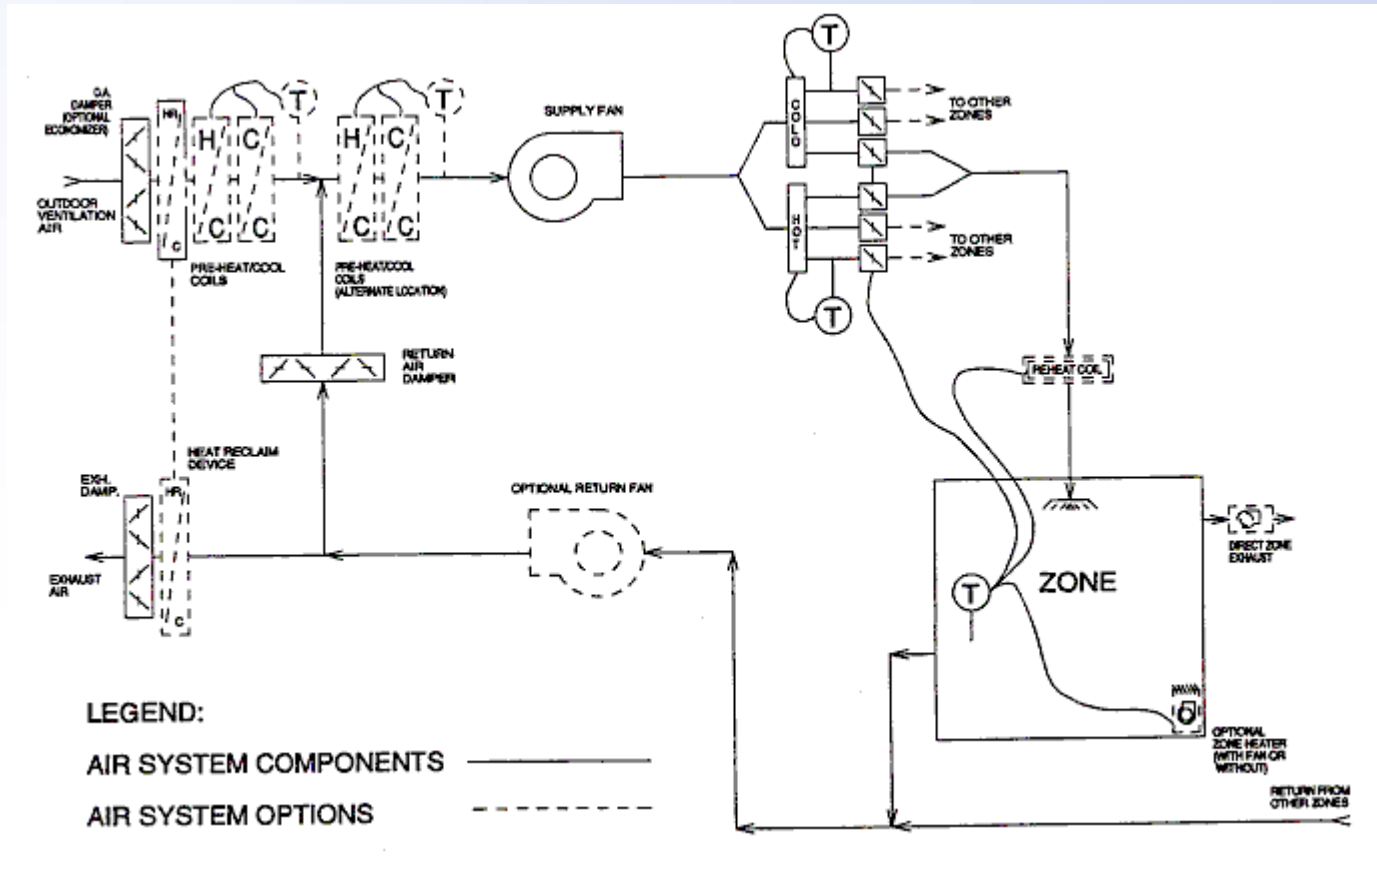 O.A.
DAMPER
(OPTIONAL
ECONOMIZER)
HR
C
H
C
C
C
T
H
C
C
C
T
SUPPLY FAN
T
COLD
TO OTHER
ZONES
OUTDOOR
VENTILATION
AIR
PRE-HEAT/COOL
COILS
PRE-HEAT/COOL
COILS
(ALTERNATE LOCATION)
HOT
TO OTHER
ZONES
T
RETURN
AIR
DAMPER
REHEAT COIL
HEAT RECLAIM
DEVICE
EXH.
DAMP.
HR
C
EXHAUST
AIR
OPTIONAL RETURN FAN
DIRECT ZONE
EXHAUST
T
ZONE
OPTIONAL
ZONE HEATER
(WITH FAN OR
WITHOUT)
RETURN FROM
OTHER ZONES
LEGEND:
AIR SYSTEM COMPONENTS
AIR SYSTEM OPTIONS